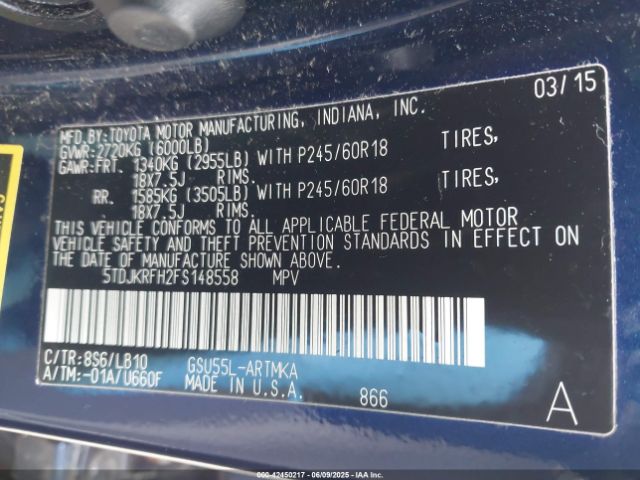 03/15
MFD.BY:TOYOTA MOTOR MANUFACTURING, INDIANA, INC.
GVWR:2720KG (6000LB)
GAWR:FRT. 1340KG (2955LB) WITH P245/60R18 TIRES,
18X7.5J RIMS.
RR. 1585KG (3505LB) WITH P245/60R18 TIRES,
18X7.5J RIMS.
THIS VEHICLE CONFORMS TO ALL APPLICABLE FEDERAL MOTOR
VEHICLE SAFETY AND THEFT PREVENTION STANDARDS IN EFFECT ON
THE DATE OF MANUFACTURE SHOWN ABOVE.
5TDJKRFH2FS148558 MPV
C/TR:8S6/LB10 GSU55L-ARTMKA
A/TM:-01A/U660F MADE IN U.S.A.
866
A
060-42450217 - 06/09/2025 - IAA Inc.